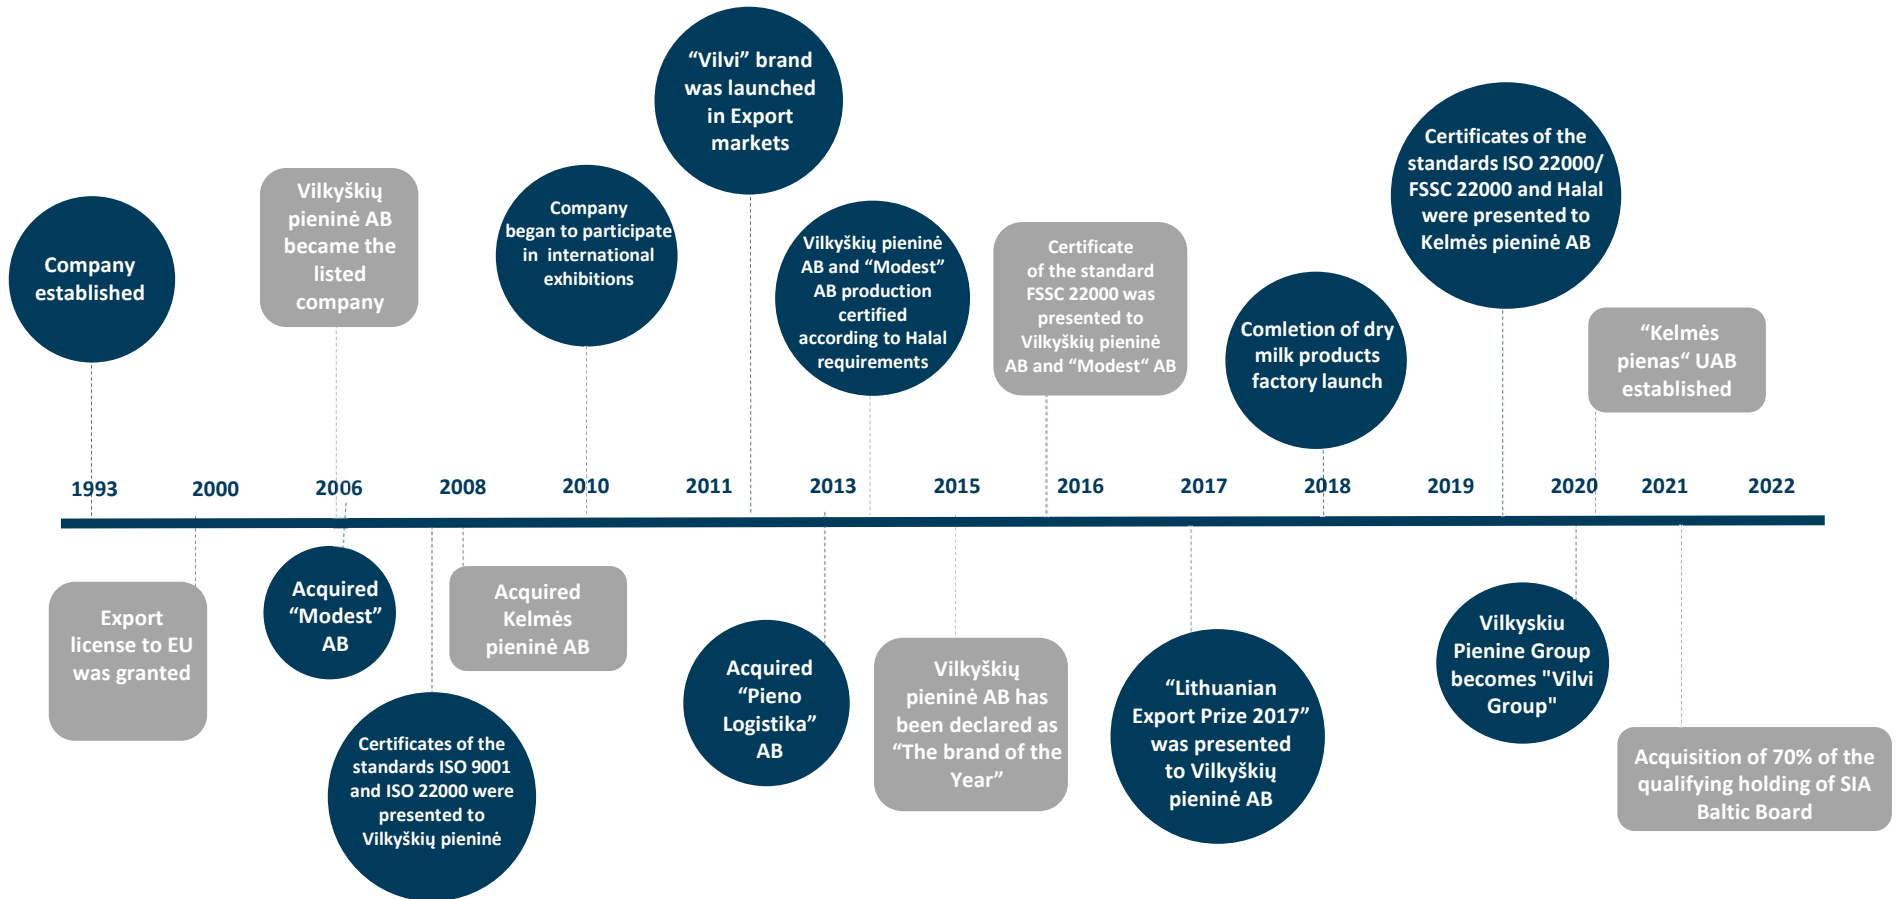 “Vilvi” brand
was launched
in Export
markets
Certificates of the
standards ISO 22000/
FSSC 22000 and Halal
were presented to
Kelmės pieninė AB
Vilkyškių
pieninė AB
became the
listed
company
Company
began to participate
in international
exhibitions
Company
established
Vilkyškių pieninė
AB and “Modest”
AB production
certified
according to Halal
requirements
Certificate
of the standard
FSSC 22000 was
presented to
Vilkyškių pieninė
AB and “Modest“ AB
Comletion of dry
milk products
factory launch
“Kelmės
pienas“ UAB
established
1993 2000 2006 2008 2010 2011 2013 2015 2016 2017 2018 2019 2020 2021 2022
Export
license to EU
was granted
Acquired
“Modest”
AB
Acquired
Kelmės
pieninė AB
Certificates of the
standards ISO 9001
and ISO 22000 were
presented to
Vilkyškių pieninė
Acquired
“Pieno
Logistika”
AB
Vilkyškių
pieninė AB has
been declared as
“The brand of the
Year”
“Lithuanian
Export Prize 2017”
was presented
to Vilkyškių
pieninė AB
Vilkyskiu
Pienine Group
becomes "Vilvi
Group"
Acquisition of 70% of the
qualifying holding of SIA
Baltic Board